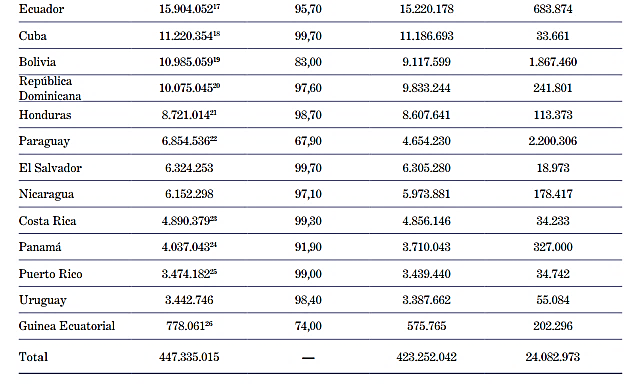 Ecuador 15.904.052¹⁷ 95,70 15.220.178 683.874
Cuba 11.220.354¹⁸ 99,70 11.186.693 33.661
Bolivia 10.985.059¹⁹ 83,00 9.117.599 1.867.460
República
Dominicana 10.075.045²⁰ 97,60 9.833.244 241.801
Honduras 8.721.014²¹ 98,70 8.607.641 113.373
Paraguay 6.854.536²² 67,90 4.654.230 2.200.306
El Salvador 6.324.253 99,70 6.305.280 18.973
Nicaragua 6.152.298 97,10 5.973.881 178.417
Costa Rica 4.890.379²³ 99,30 4.856.146 34.233
Panamá 4.037.043²⁴ 91,90 3.710.043 327.000
Puerto Rico 3.474.182²⁵ 99,00 3.439.440 34.742
Uruguay 3.442.746 98,40 3.387.662 55.084
Guinea Ecuatorial 778.061²⁶ 74,00 575.765 202.296
Total 447.335.015 — 423.252.042 24.082.973